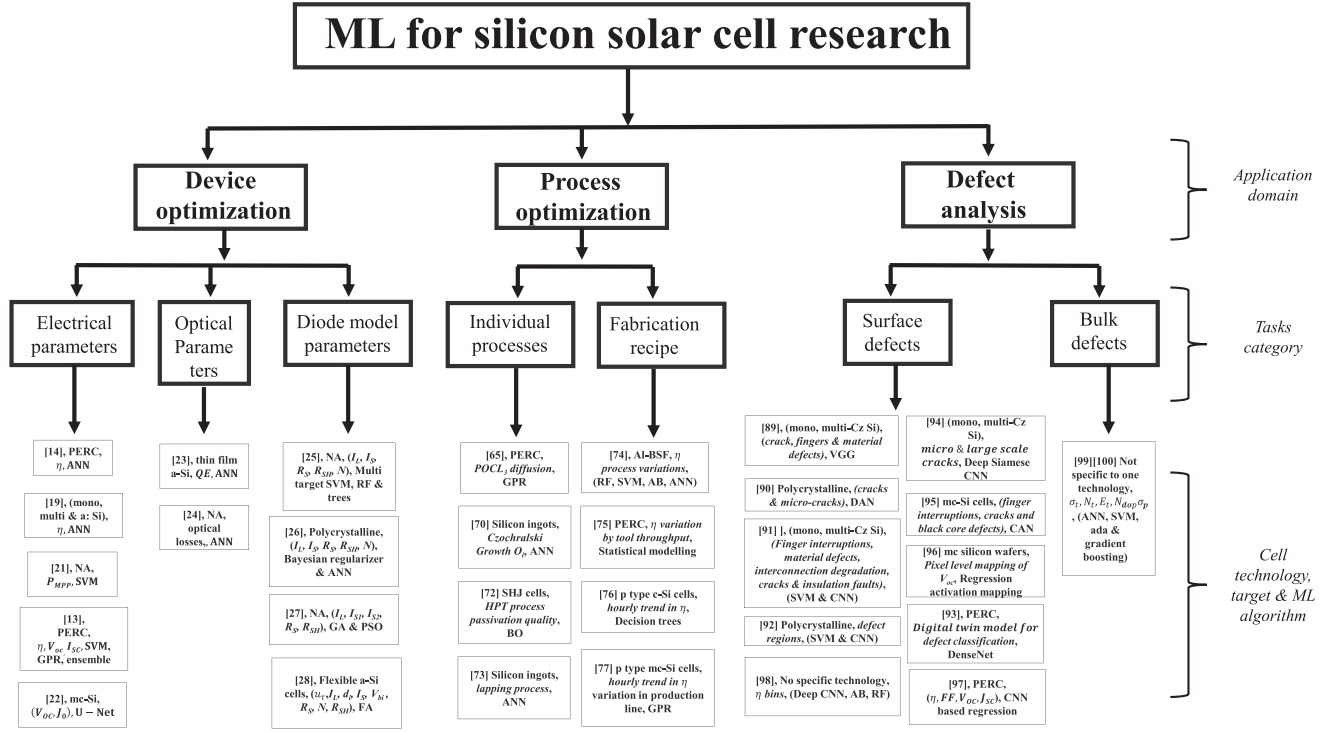 ML for silicon solar cell research
Device
optimization
Process
optimization
Defect
analysis
Application
domain
Electrical
parameters
Optical
Parame
ters
Diode model
parameters
Individual
processes
Fabrication
recipe
Surface
defects
Bulk
defects
Tasks
category
[14], PERC,
η, ANN
[19], (mono,
multi & a: Si),
η, ANN
[21], NA,
P_MPP, SVM
[13],
PERC,
η, V_oc I_SC, SVM,
GPR, ensemble
[22], mc-Si,
(V_OC, J_0), U − Net
[23], thin film
a-Si, QE, ANN
[24], NA,
optical
losses,, ANN
[25], NA, (I_L, I_S,
R_S, R_SH, N), Multi
target SVM, RF &
trees
[26], Polycrystalline,
(I_L, I_S, R_S, R_SH, N),
Bayesian regularizer
& ANN
[27], NA, (I_L, I_S1, I_S2,
R_S, R_SH), GA & PSO
[28], Flexible a-Si
cells, (u_τ, I_L, d_i, I_S, V_bi,
R_S, N, R_SH), FA
[65], PERC,
POCL_3 diffusion,
GPR
[70] Silicon ingots,
Czochralski
Growth O_i, ANN
[72] SHJ cells,
HPT process
passivation quality,
BO
[73] Silicon ingots,
lapping process,
ANN
[74], Al-BSF, η
process variations,
(RF, SVM, AB, ANN)
[75] PERC, η variation
by tool throughput,
Statistical modelling
[76] p type c-Si cells,
hourly trend in η,
Decision trees
[77] p type mc-Si cells,
hourly trend in η
variation in production
line, GPR
[89], (mono, multi-Cz Si),
(crack, fingers & material
defects), VGG
[90] Polycrystalline, (cracks
& micro-cracks), DAN
[91] ], (mono, multi-Cz Si),
(Finger interruptions,
material defects,
interconnection degradation,
cracks & insulation faults),
(SVM & CNN)
[92] Polycrystalline, defect
regions, (SVM & CNN)
[98], No specific technology,
η bins, (Deep CNN, AB, RF)
[94] (mono, multi-Cz
Si),
micro & large scale
cracks, Deep Siamese
CNN
[95] mc-Si cells, (finger
interruptions, cracks and
black core defects), CAN
[96] mc silicon wafers,
Pixel level mapping of
V_oc, Regression
activation mapping
[93], PERC,
Digital twin model for
defect classification,
DenseNet
[97], PERC,
(η, FF, V_OC, J_SC), CNN
based regression
[99][100] Not
specific to one
technology,
σ_t, N_t, E_t, N_dop σ_p
, (ANN, SVM,
ada &
gradient
boosting)
Cell
technology,
target & ML
algorithm